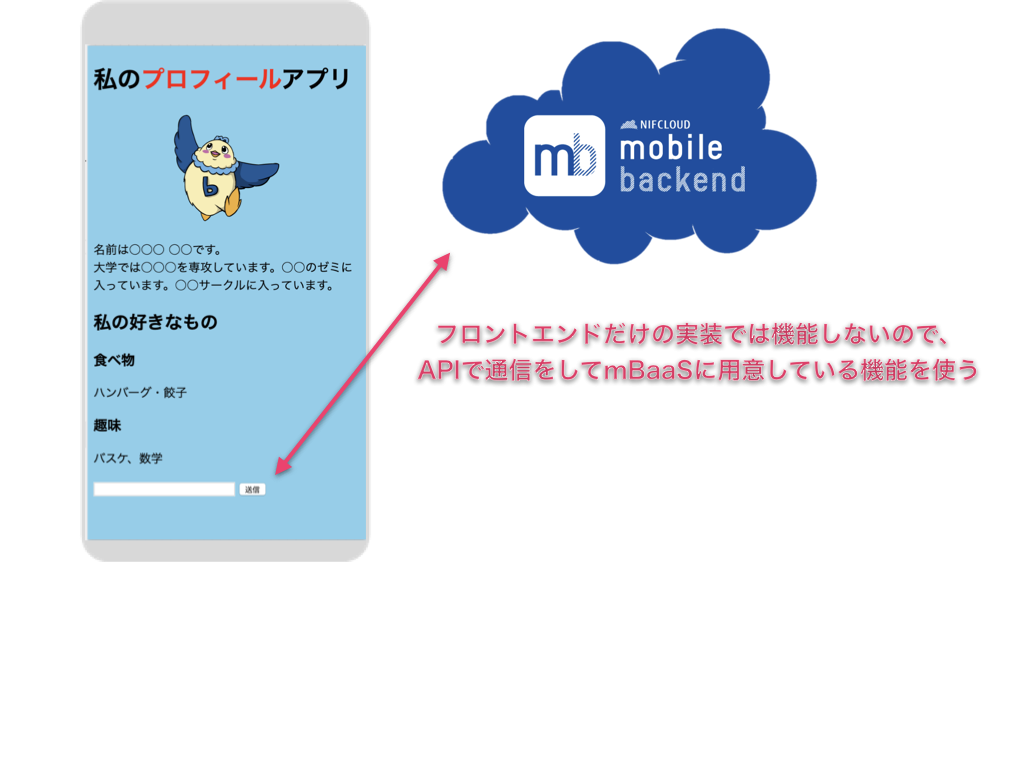 私のプロフィールアプリ
b
名前は○○○ ○○です。
大学では○○○を専攻しています。○○のゼミに
入っています。○○サークルに入っています。
私の好きなもの
食べ物
ハンバーグ・餃子
趣味
バスケ、数学
送信
mb
NIFCLOUD
mobile
backend
フロントエンドだけの実装では機能しないので、
APIで通信をしてmBaaSに用意している機能を使う